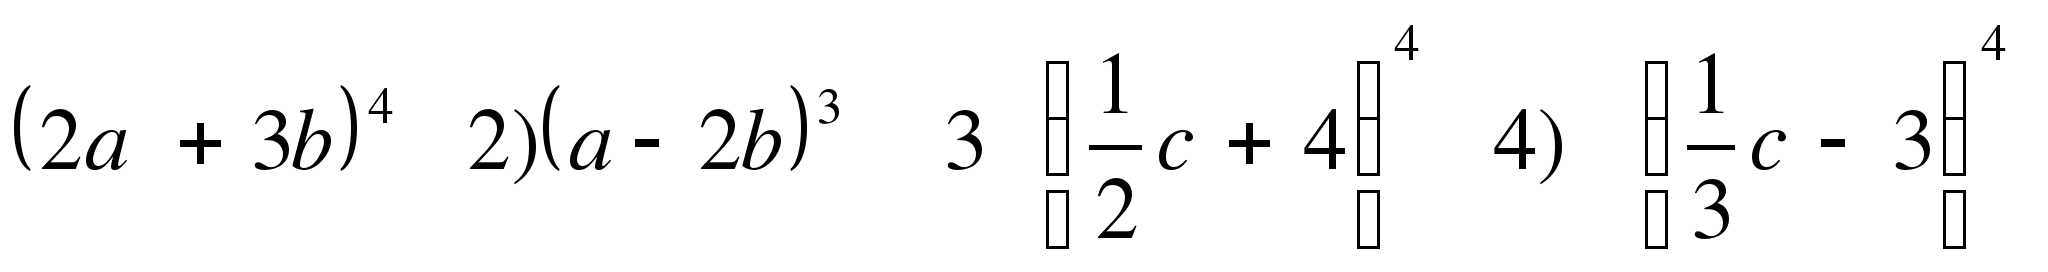 (2a + 3b)⁴ 2)(a - 2b)³ 3 (1/2 c + 4)⁴ 4) (1/3 c - 3)⁴